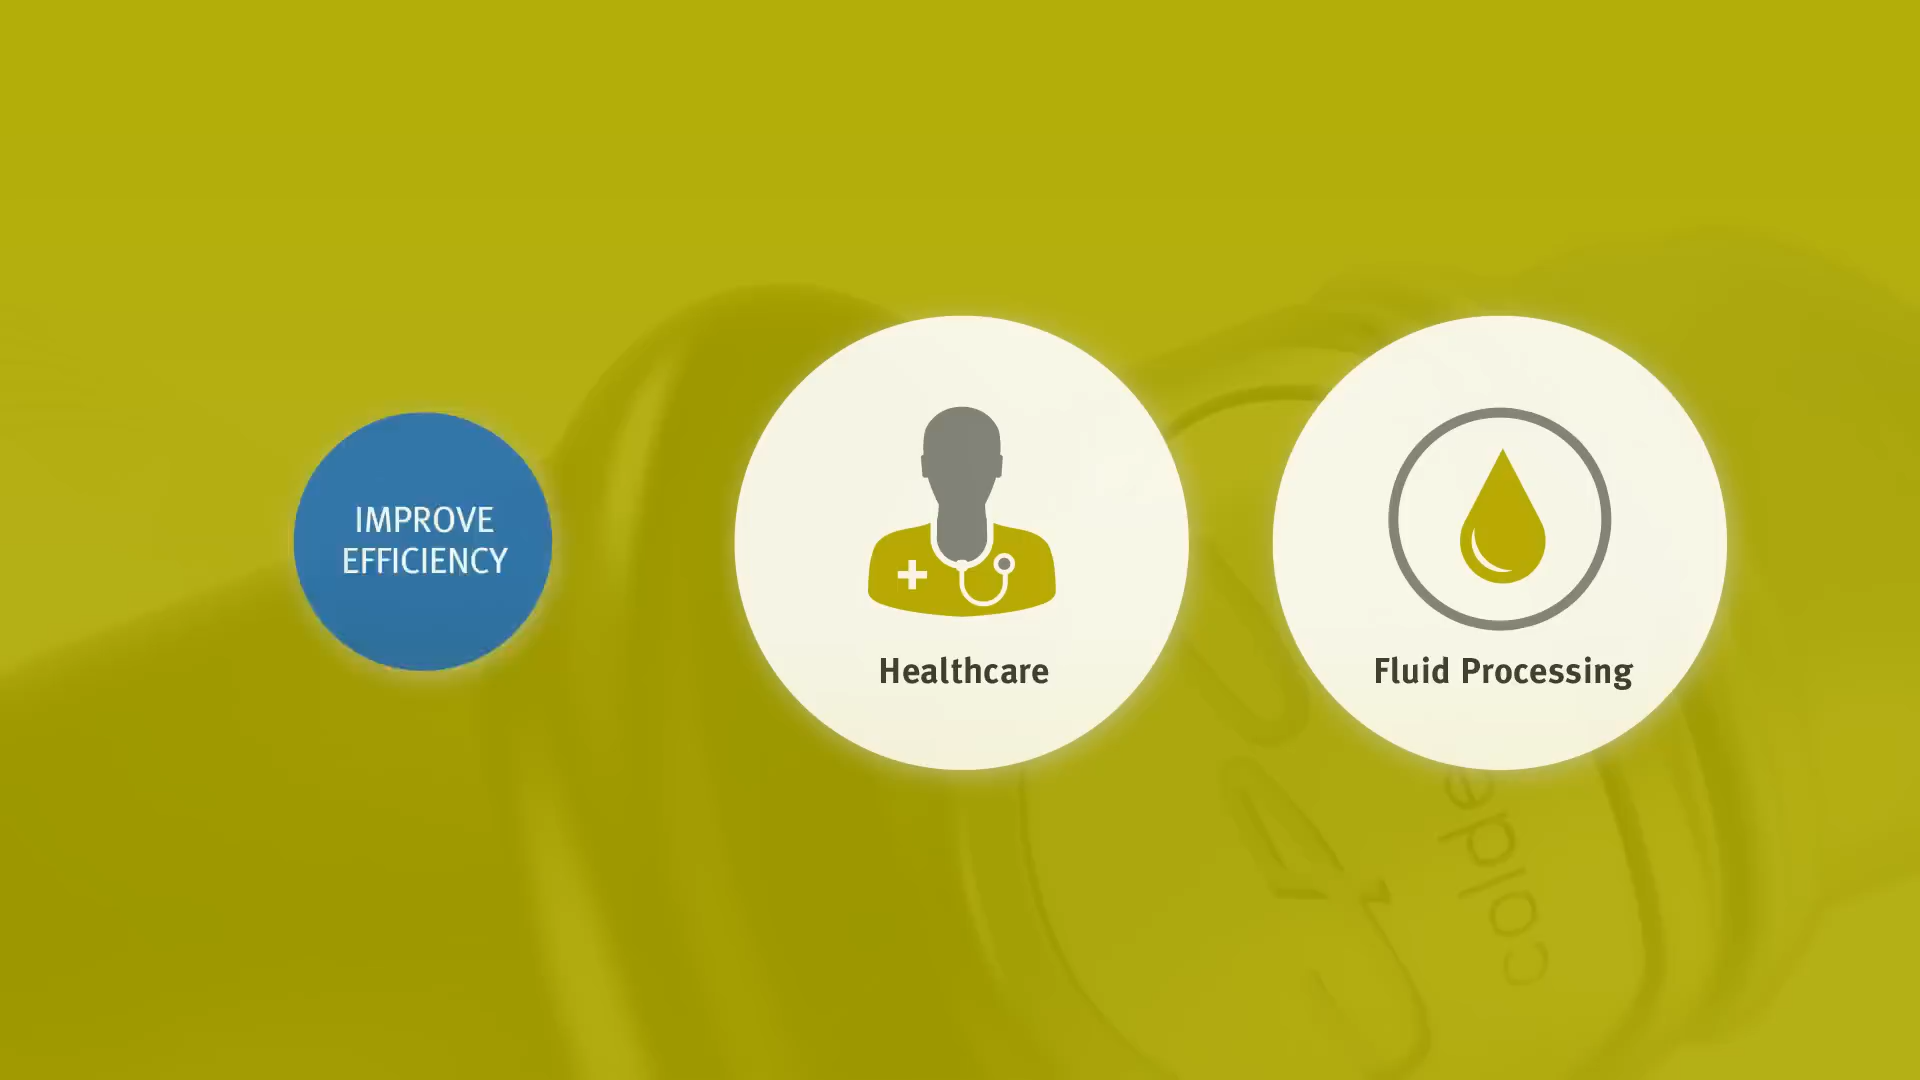 IMPROVE
EFFICIENCY
Healthcare
Fluid Processing